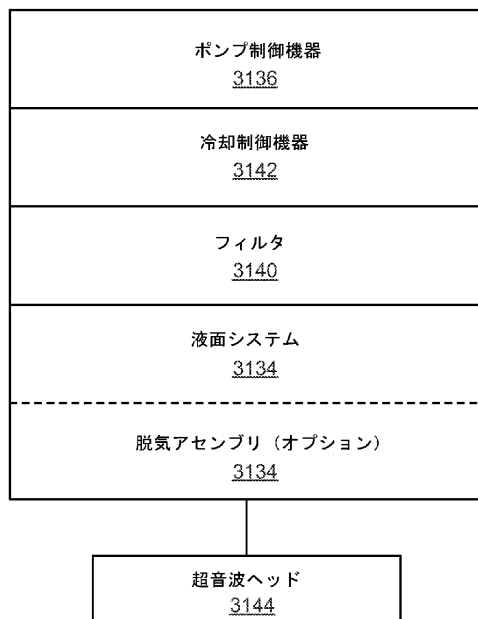 ポンプ制御機器
3136
冷却制御機器
3142
フィルタ
3140
液面システム
3134
脱気アセンブリ（オプション）
3134
超音波ヘッド
3144